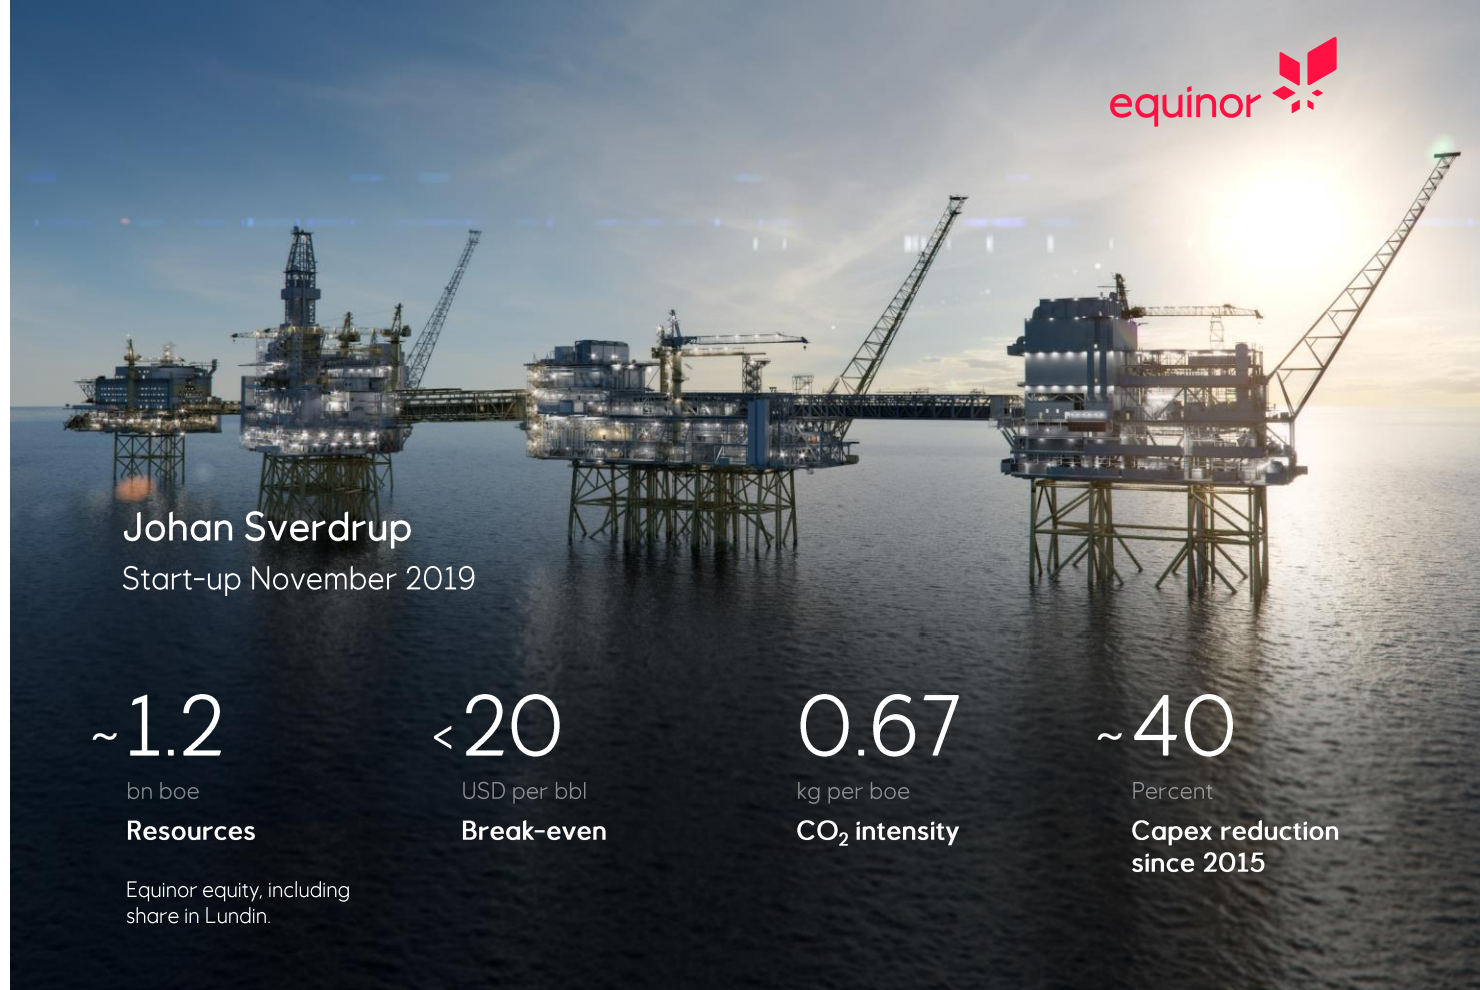 equinor
Johan Sverdrup
Start-up November 2019
~1.2
bn boe
Resources
Equinor equity, including
share in Lundin.
<20
USD per bbl
Break-even
0.67
kg per boe
CO₂ intensity
~40
Percent
Capex reduction
since 2015